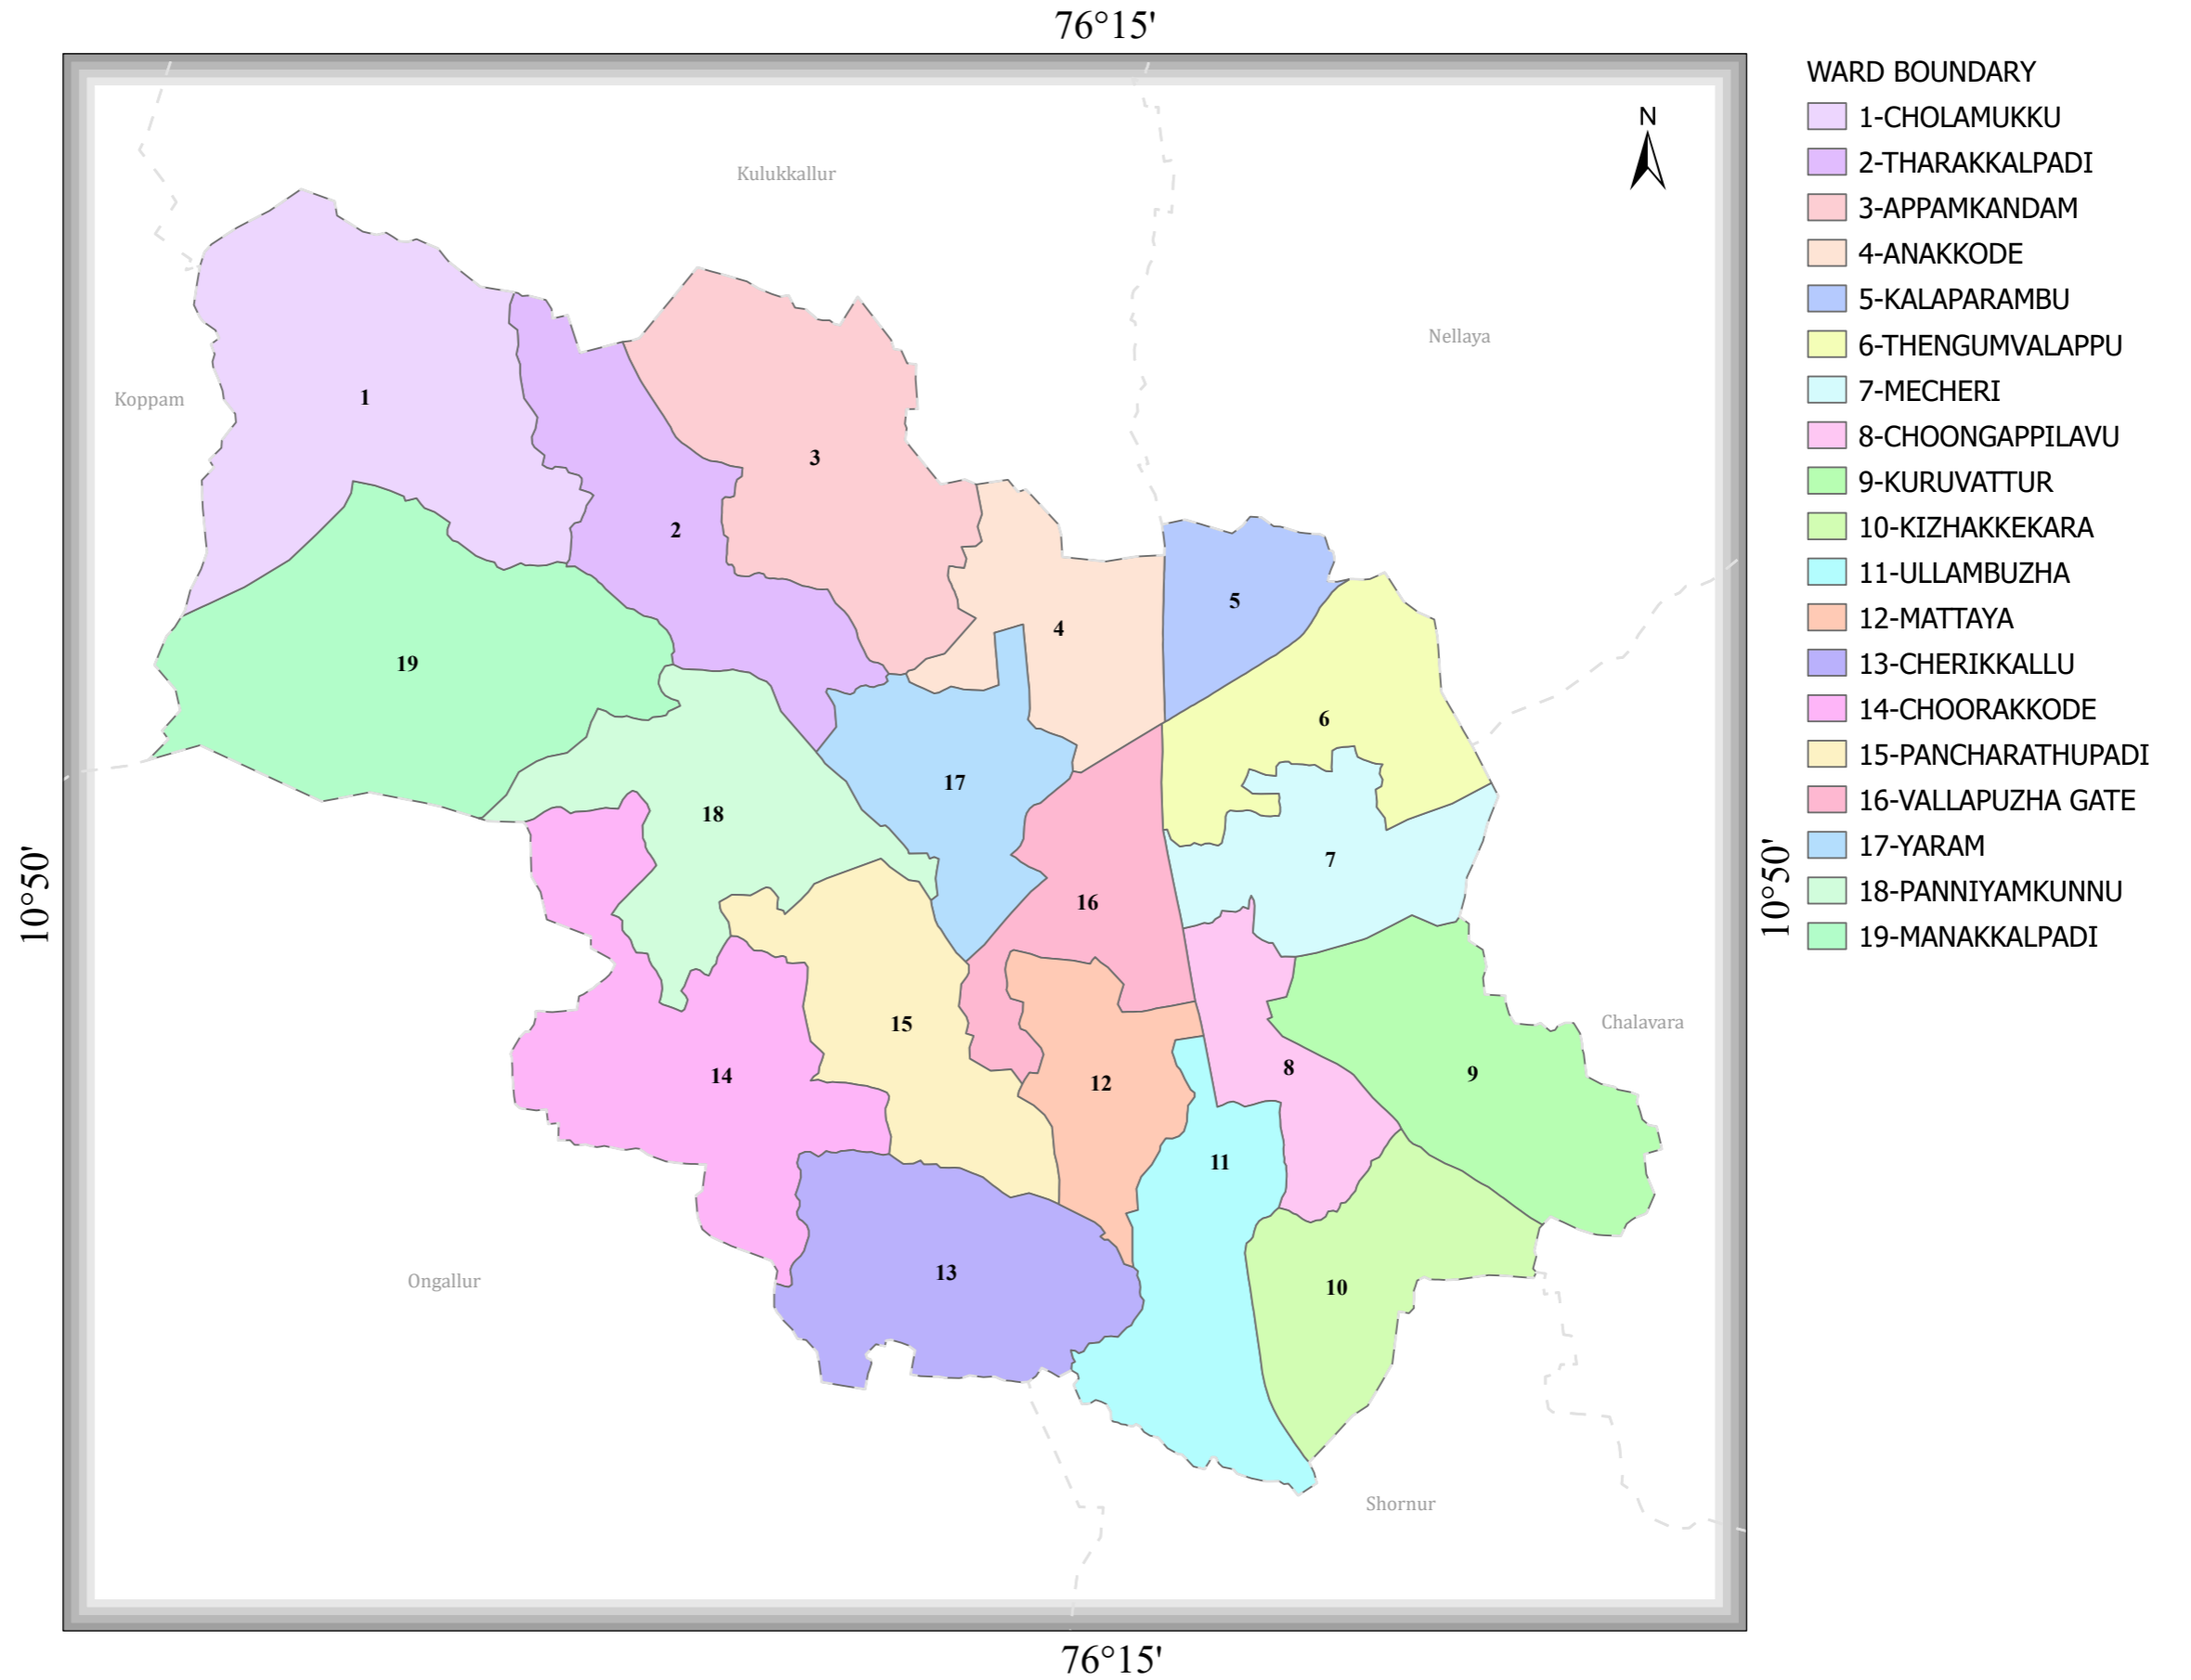 76°15'
WARD BOUNDARY
1-CHOLAMUKKU
2-THARAKKALPADI
3-APPAMKANDAM
4-ANAKKODE
5-KALAPARAMBU
6-THENGUMVALAPPU
7-MECHERI
8-CHOONGAPPILAVU
9-KURUVATTUR
10-KIZHAKKEKARA
11-ULLAMBUZHA
12-MATTAYA
13-CHERIKKALLU
14-CHOORAKKODE
15-PANCHARATHUPADI
16-VALLAPUZHA GATE
17-YARAM
18-PANNIYAMKUNNU
19-MANAKKALPADI
N
Kulukkallur
Nellaya
Koppam
1
3
2
5
4
19
6
17
18
7
16
10°50'
10°50'
Chalavara
15
8
9
14
12
11
13
Ongallur
10
Shornur
76°15'